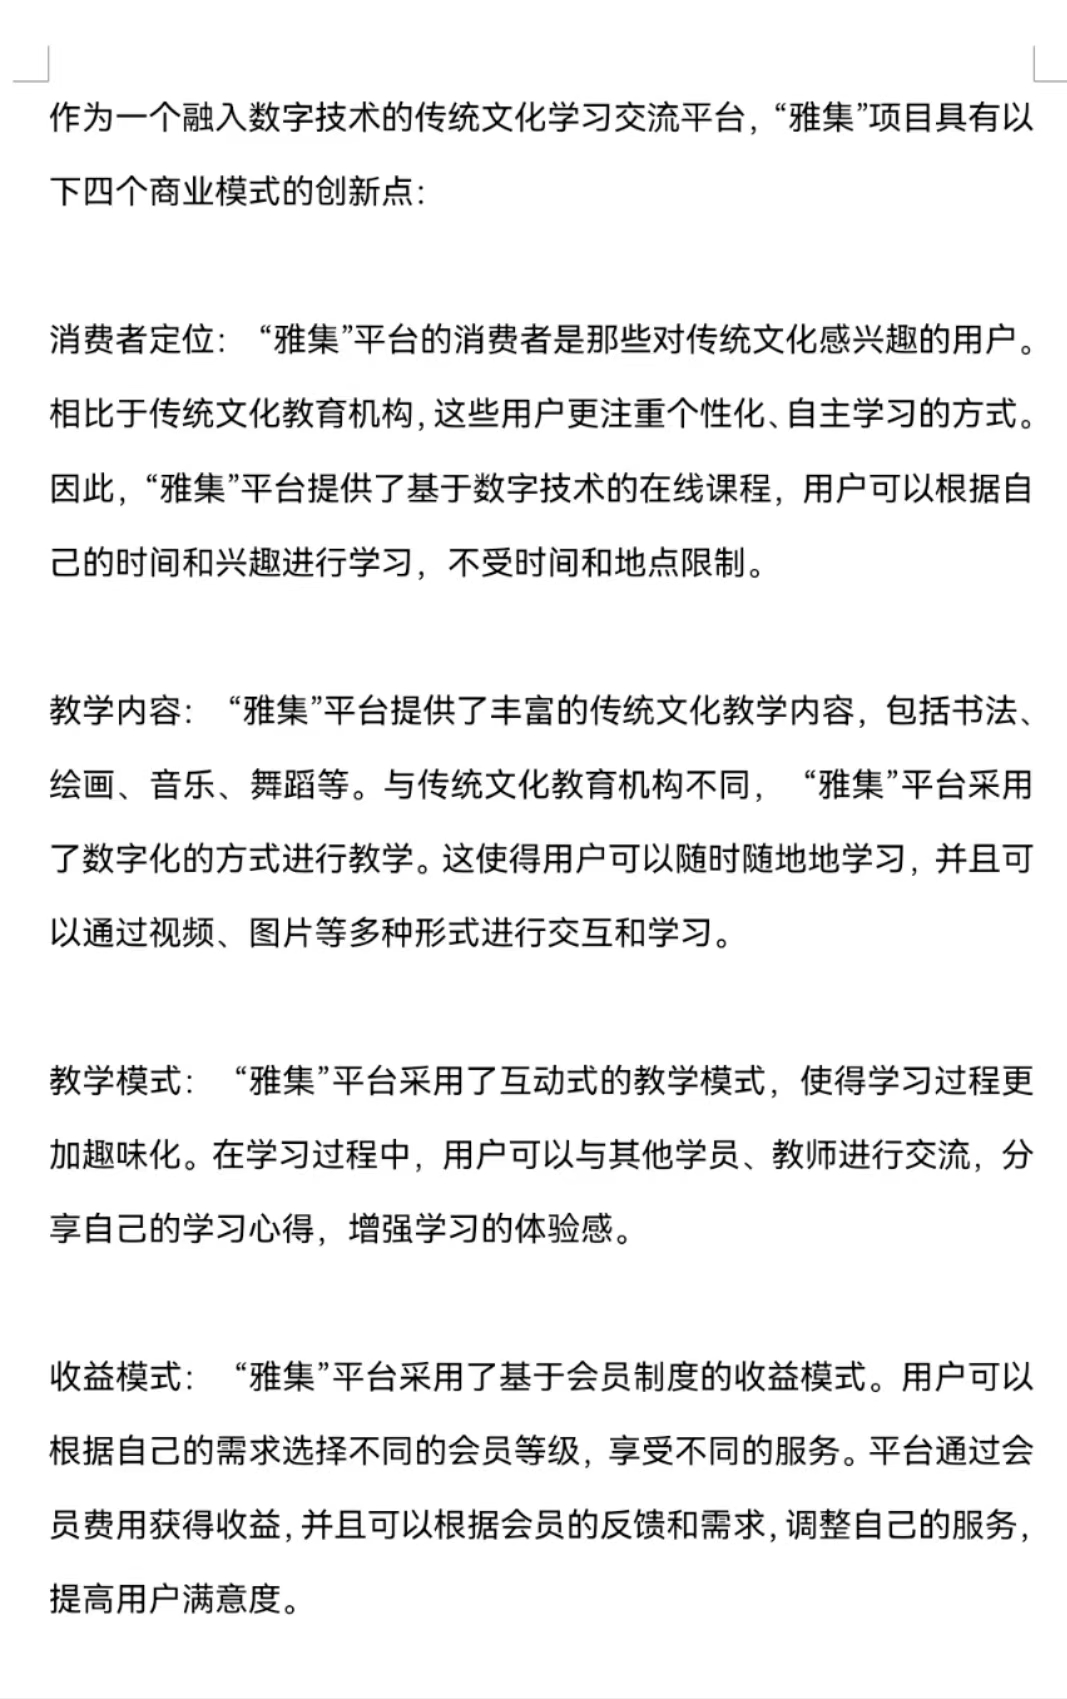 作为一个融入数字技术的传统文化学习交流平台，“雅集”项目具有以
下四个商业模式的创新点：
消费者定位： “雅集”平台的消费者是那些对传统文化感兴趣的用户。
相比于传统文化教育机构，这些用户更注重个性化、自主学习的方式。
因此，“雅集”平台提供了基于数字技术的在线课程，用户可以根据自
己的时间和兴趣进行学习，不受时间和地点限制。
教学内容： “雅集”平台提供了丰富的传统文化教学内容，包括书法、
绘画、音乐、舞蹈等。与传统文化教育机构不同， “雅集”平台采用
了数字化的方式进行教学。这使得用户可以随时随地地学习，并且可
以通过视频、图片等多种形式进行交互和学习。
教学模式： “雅集”平台采用了互动式的教学模式，使得学习过程更
加趣味化。在学习过程中，用户可以与其他学员、教师进行交流，分
享自己的学习心得，增强学习的体验感。
收益模式： “雅集”平台采用了基于会员制度的收益模式。用户可以
根据自己的需求选择不同的会员等级，享受不同的服务。平台通过会
员费用获得收益，并且可以根据会员的反馈和需求，调整自己的服务，
提高用户满意度。